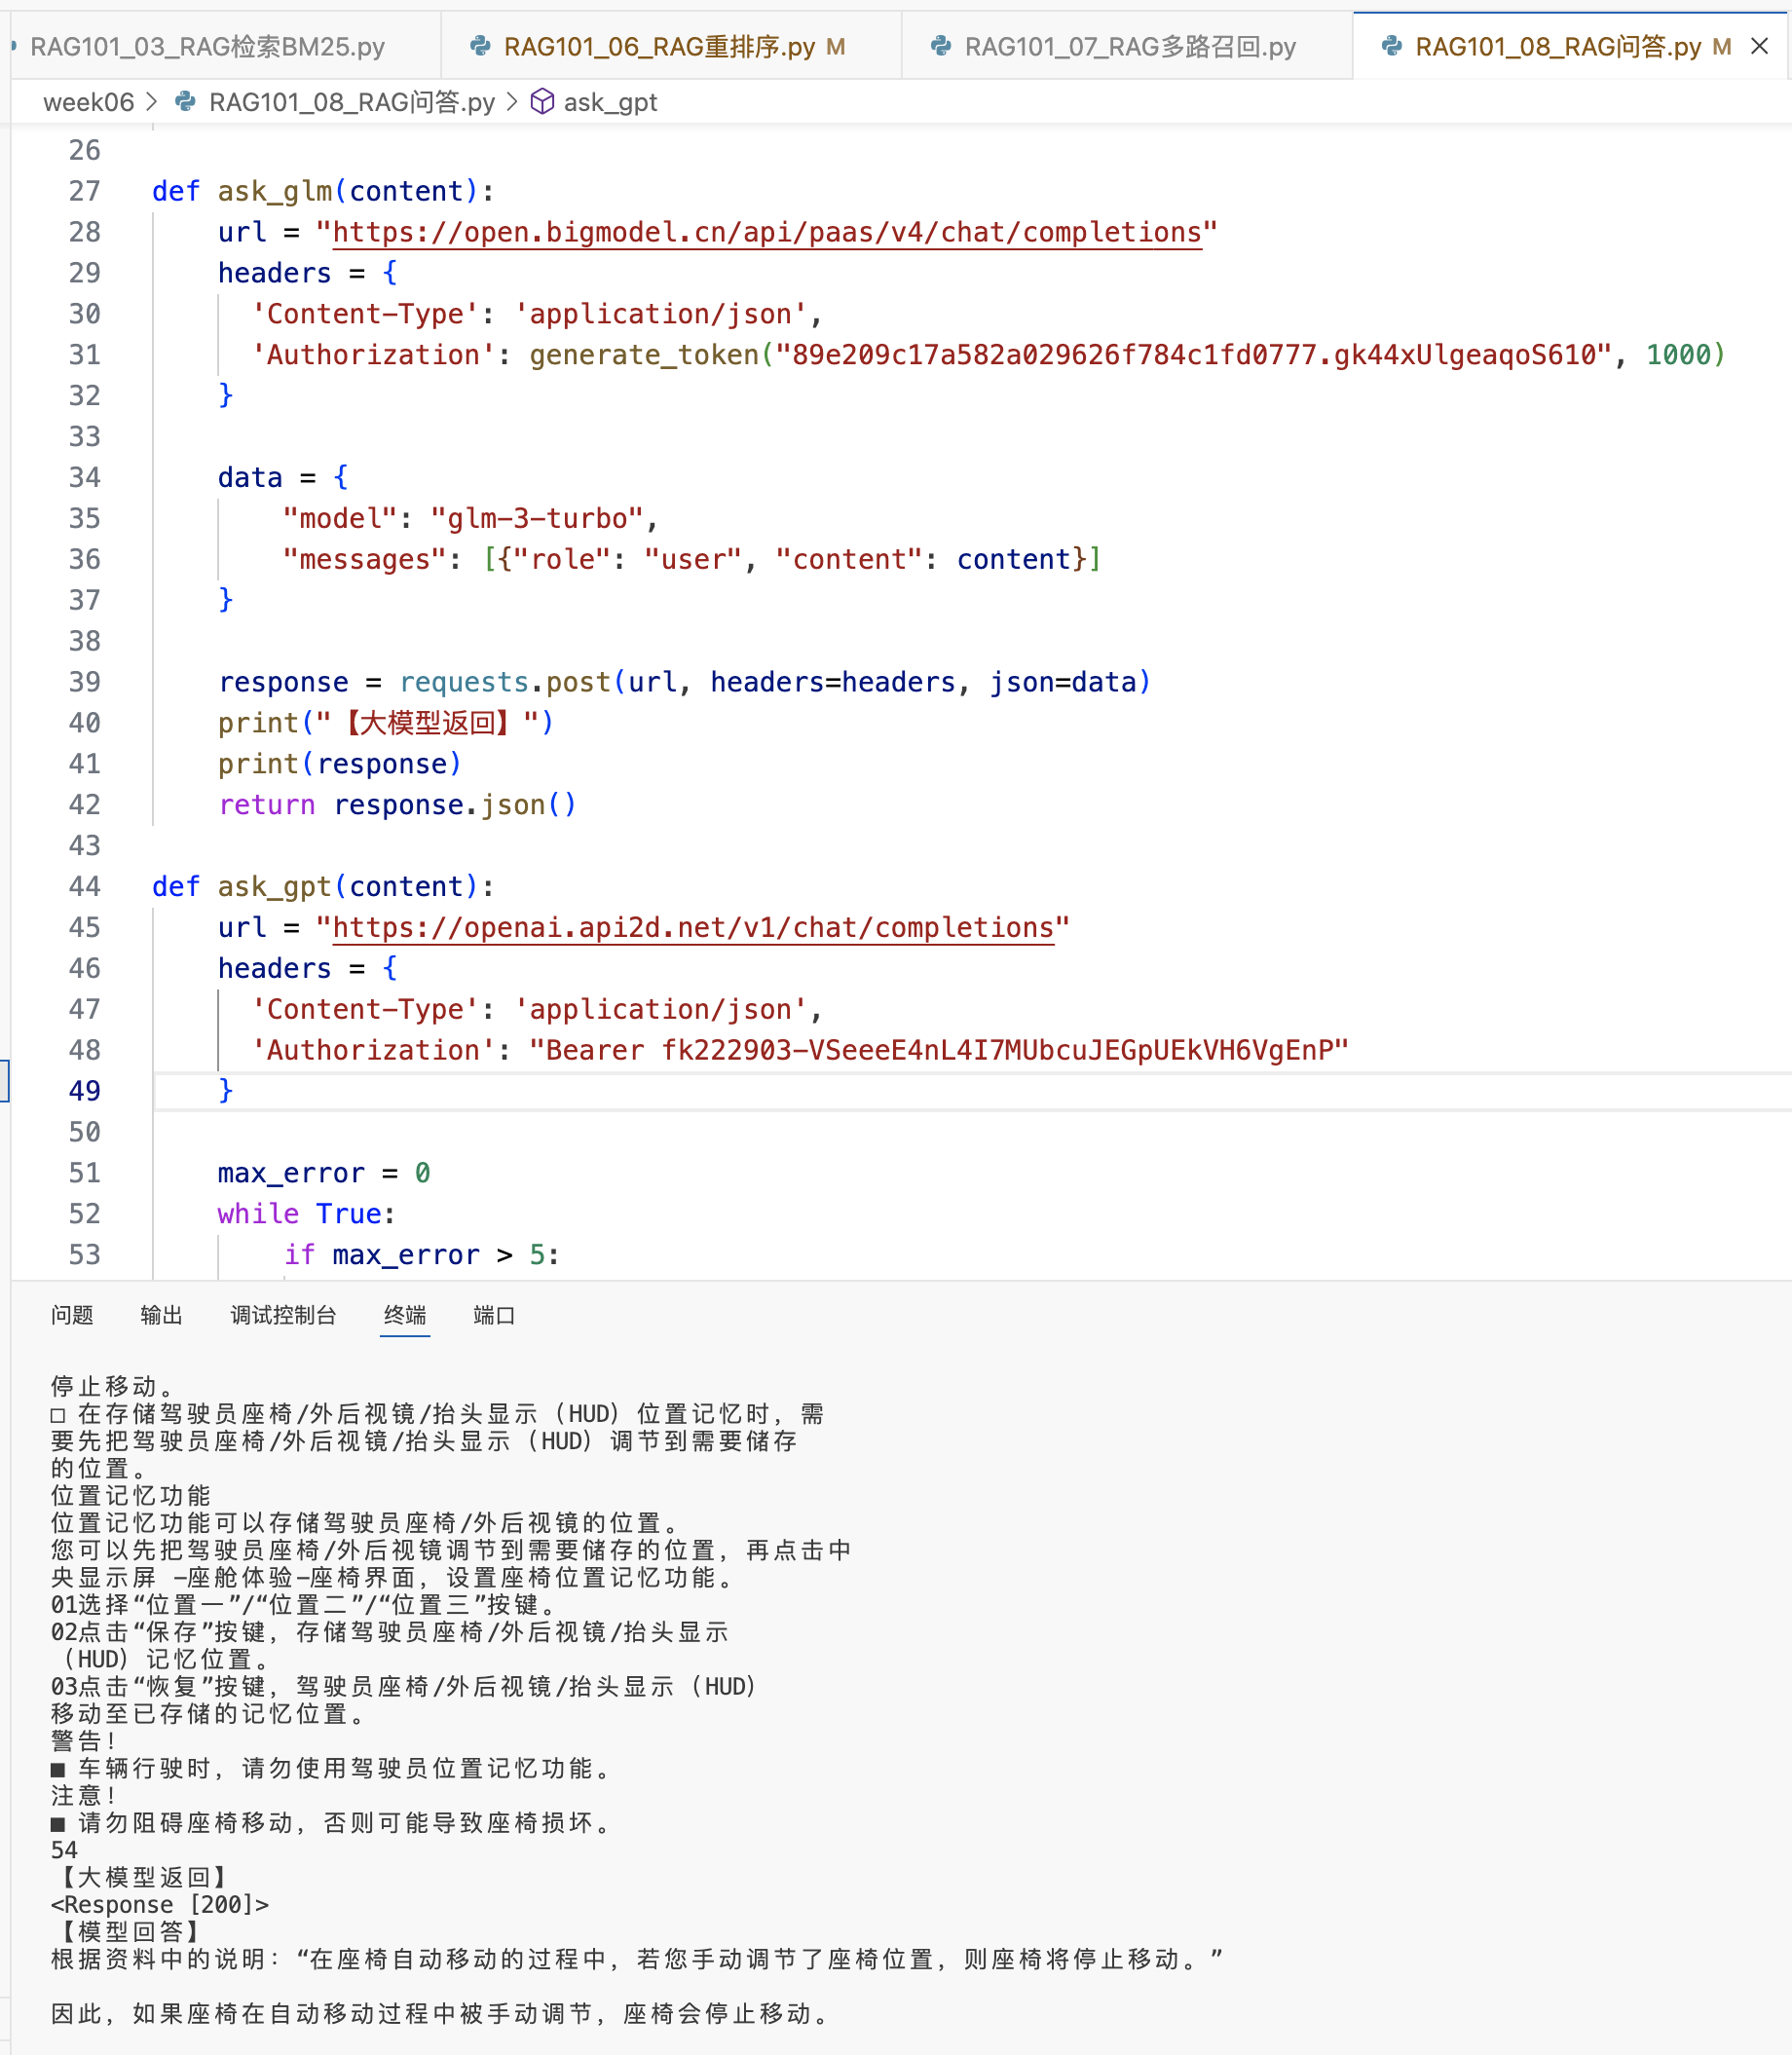 RAG101_03_RAG检索BM25.py
RAG101_06_RAG重排序.py M
RAG101_07_RAG多路召回.py
RAG101_08_RAG问答.py M
week06 > RAG101_08_RAG问答.py > ask_gpt
26
27 def ask_glm(content):
28 url = "https://open.bigmodel.cn/api/paas/v4/chat/completions"
29 headers = {
30 'Content-Type': 'application/json',
31 'Authorization': generate_token("89e209c17a582a029626f784c1fd0777.gk44xUlgeaqoS610", 1000)
32 }
33
34 data = {
35 "model": "glm-3-turbo",
36 "messages": [{"role": "user", "content": content}]
37 }
38
39 response = requests.post(url, headers=headers, json=data)
40 print("【大模型返回】")
41 print(response)
42 return response.json()
43
44 def ask_gpt(content):
45 url = "https://openai.api2d.net/v1/chat/completions"
46 headers = {
47 'Content-Type': 'application/json',
48 'Authorization': "Bearer fk222903-VSeeeE4nL4I7MUbcuJEGpUEkVH6VgEnP"
49 }
50
51 max_error = 0
52 while True:
53 if max_error > 5:
问题 输出 调试控制台 终端 端口
停止移动。
□ 在存储驾驶员座椅/外后视镜/抬头显示（HUD）位置记忆时，需
要先把驾驶员座椅/外后视镜/抬头显示（HUD）调节到需要储存
的位置。
位置记忆功能
位置记忆功能可以存储驾驶员座椅/外后视镜的位置。
您可以先把驾驶员座椅/外后视镜调节到需要储存的位置，再点击中
央显示屏 -座舱体验-座椅界面，设置座椅位置记忆功能。
01选择“位置一”/“位置二”/“位置三”按键。
02点击“保存”按键，存储驾驶员座椅/外后视镜/抬头显示
（HUD）记忆位置。
03点击“恢复”按键，驾驶员座椅/外后视镜/抬头显示（HUD）
移动至已存储的记忆位置。
警告！
■ 车辆行驶时，请勿使用驾驶员位置记忆功能。
注意！
■ 请勿阻碍座椅移动，否则可能导致座椅损坏。
54
【大模型返回】
<Response [200]>
【模型回答】
根据资料中的说明：“在座椅自动移动的过程中，若您手动调节了座椅位置，则座椅将停止移动。”
因此，如果座椅在自动移动过程中被手动调节，座椅会停止移动。